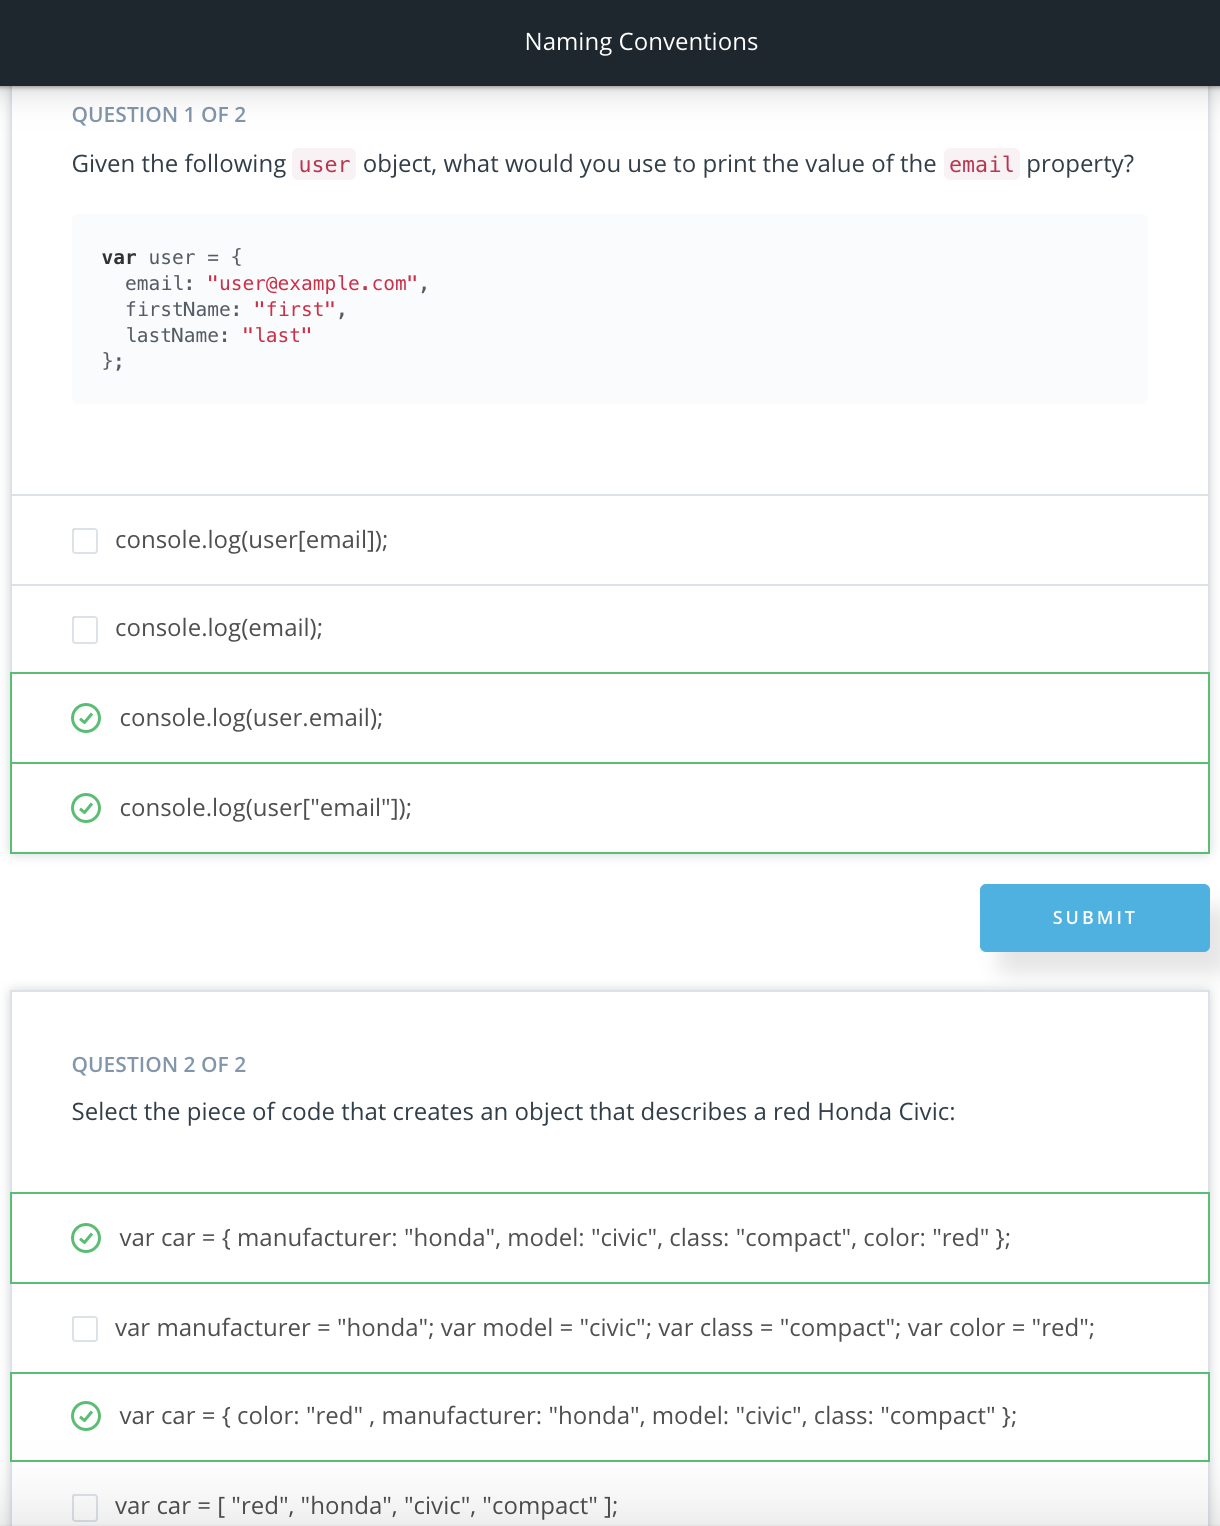 Naming Conventions
QUESTION 1 OF 2
Given the following user object, what would you use to print the value of the email property?
var user = {
email: "user@example.com",
firstName: "first",
lastName: "last"
};
console.log(user[email]);
console.log(email);
console.log(user.email);
console.log(user["email"]);
SUBMIT
QUESTION 2 OF 2
Select the piece of code that creates an object that describes a red Honda Civic:
var car = { manufacturer: "honda", model: "civic", class: "compact", color: "red" };
var manufacturer = "honda"; var model = "civic"; var class = "compact"; var color = "red";
var car = { color: "red" , manufacturer: "honda", model: "civic", class: "compact" };
var car = [ "red", "honda", "civic", "compact" ];